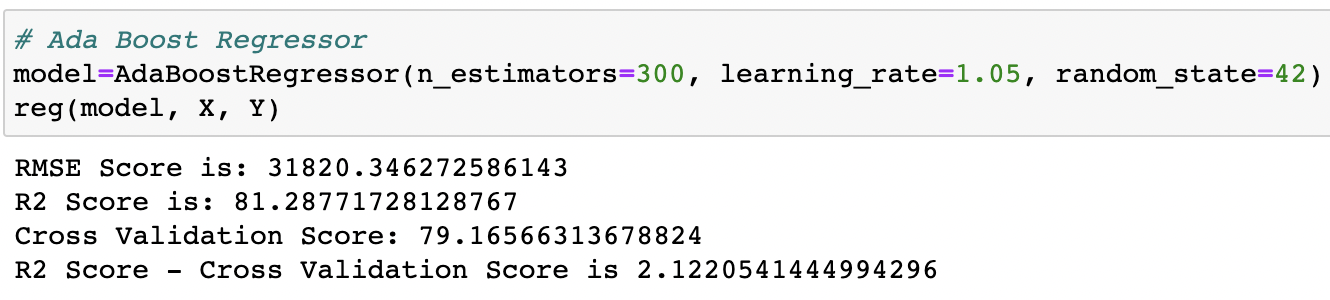 # Ada Boost Regressor
model=AdaBoostRegressor(n_estimators=300, learning_rate=1.05, random_state=42)
reg(model, X, Y)
RMSE Score is: 31820.346272586143
R2 Score is: 81.28771728128767
Cross Validation Score: 79.16566313678824
R2 Score - Cross Validation Score is 2.1220541444994296